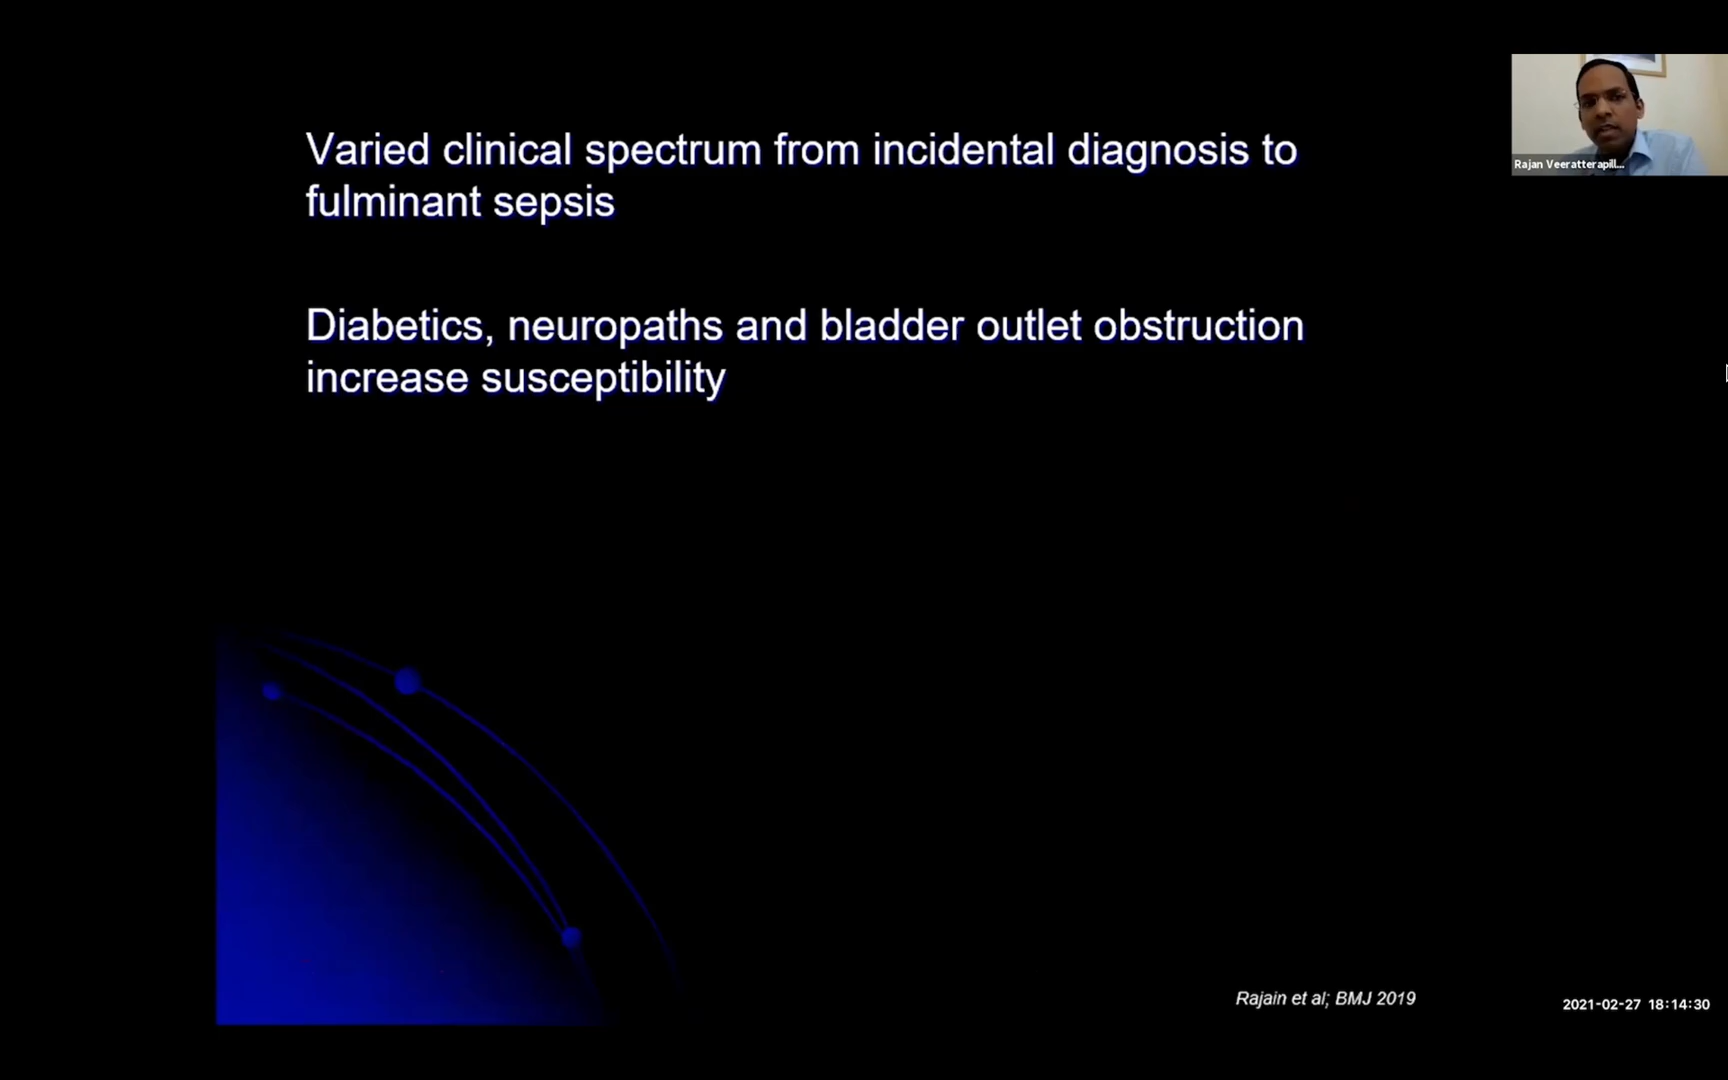 Varied clinical spectrum from incidental diagnosis to
fulminant sepsis
Diabetics, neuropaths and bladder outlet obstruction
increase susceptibility
Rajan Veeratterapill...
Rajain et al; BMJ 2019
2021-02-27 18:14:30